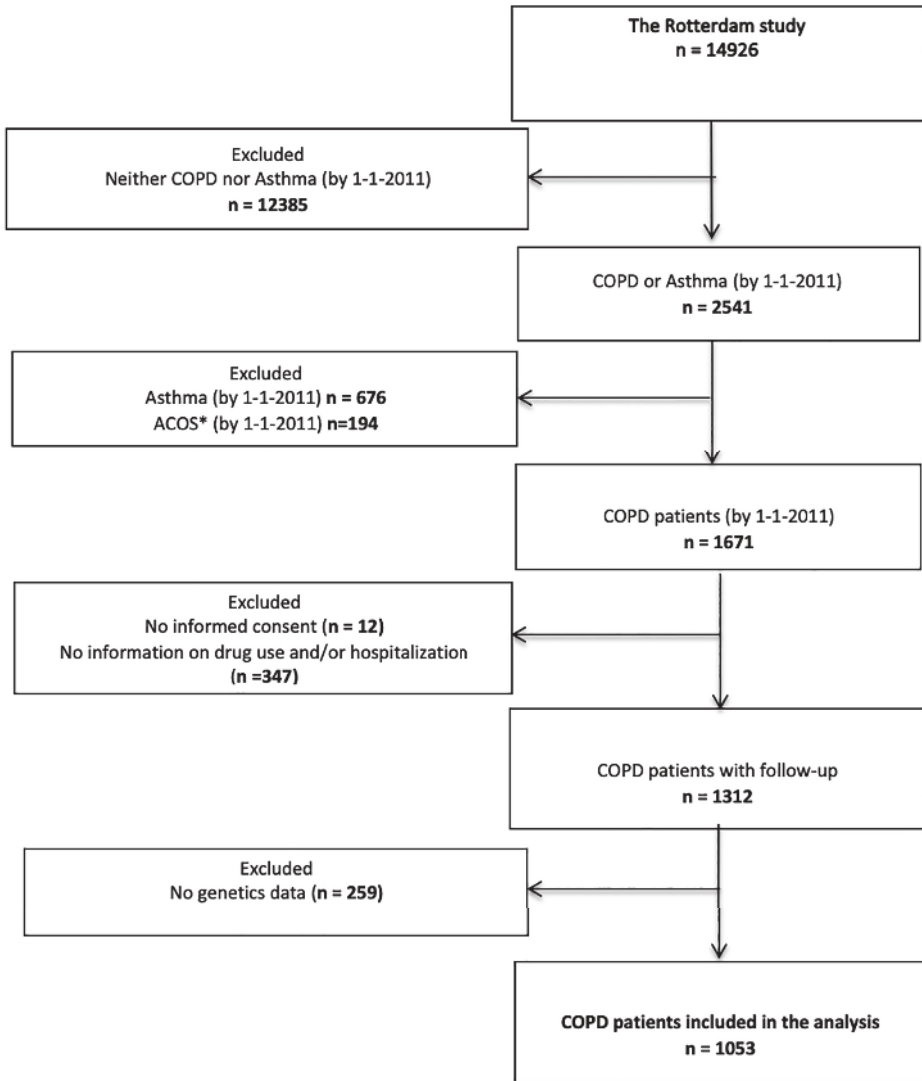 The Rotterdam study
n = 14926
Excluded
Neither COPD nor Asthma (by 1-1-2011)
n = 12385
COPD or Asthma (by 1-1-2011)
n = 2541
Excluded
Asthma (by 1-1-2011) n = 676
ACOS* (by 1-1-2011) n=194
COPD patients (by 1-1-2011)
n = 1671
Excluded
No informed consent (n = 12)
No information on drug use and/or hospitalization
(n =347)
COPD patients with follow-up
n = 1312
Excluded
No genetics data (n = 259)
COPD patients included in the analysis
n = 1053